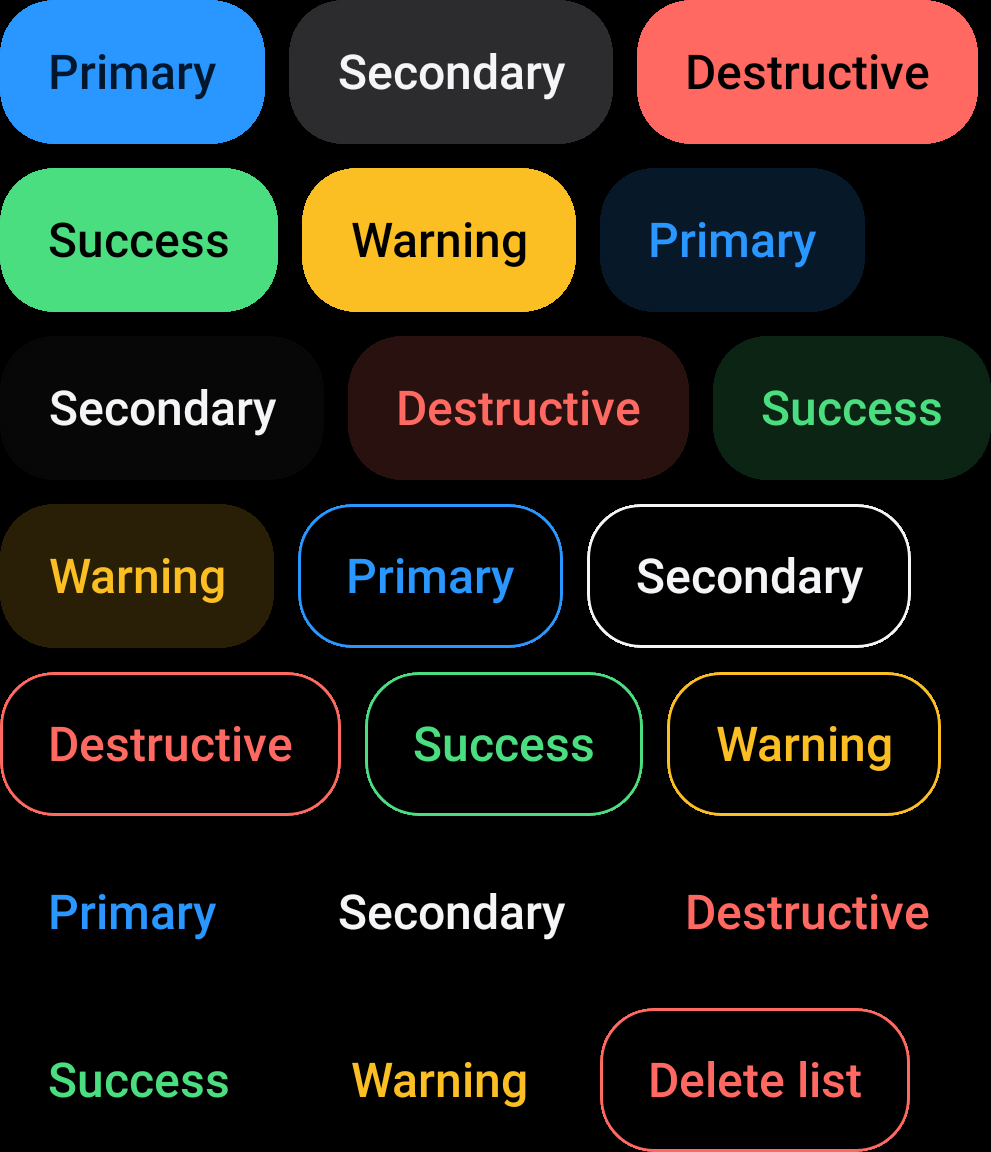 Primary Secondary Destructive
Success Warning Primary
Secondary Destructive Success
Warning Primary Secondary
Destructive Success Warning
Primary Secondary Destructive
Success Warning Delete list